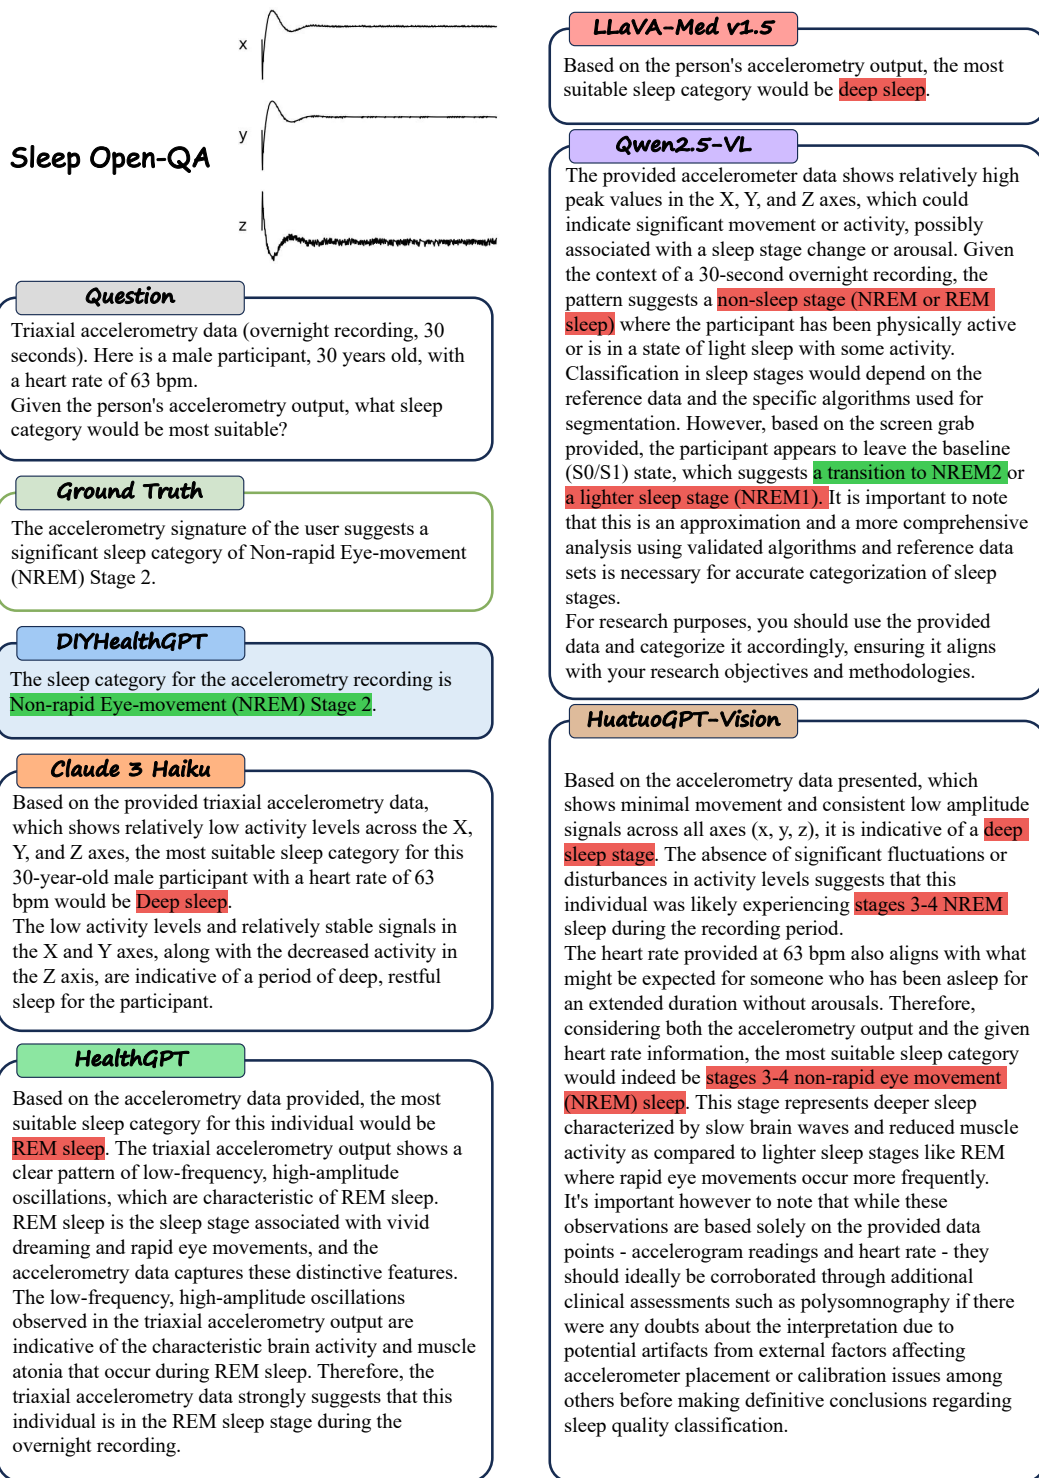 x
y
Sleep Open-QA
z
Question
Triaxial accelerometry data (overnight recording, 30
seconds). Here is a male participant, 30 years old, with
a heart rate of 63 bpm.
Given the person's accelerometry output, what sleep
category would be most suitable?
Ground Truth
The accelerometry signature of the user suggests a
significant sleep category of Non-rapid Eye-movement
(NREM) Stage 2.
DIYHealthGPT
The sleep category for the accelerometry recording is
Non-rapid Eye-movement (NREM) Stage 2.
Claude 3 Haiku
Based on the provided triaxial accelerometry data,
which shows relatively low activity levels across the X,
Y, and Z axes, the most suitable sleep category for this
30-year-old male participant with a heart rate of 63
bpm would be Deep sleep.
The low activity levels and relatively stable signals in
the X and Y axes, along with the decreased activity in
the Z axis, are indicative of a period of deep, restful
sleep for the participant.
HealthGPT
Based on the accelerometry data provided, the most
suitable sleep category for this individual would be
REM sleep. The triaxial accelerometry output shows a
clear pattern of low-frequency, high-amplitude
oscillations, which are characteristic of REM sleep.
REM sleep is the sleep stage associated with vivid
dreaming and rapid eye movements, and the
accelerometry data captures these distinctive features.
The low-frequency, high-amplitude oscillations
observed in the triaxial accelerometry output are
indicative of the characteristic brain activity and muscle
atonia that occur during REM sleep. Therefore, the
triaxial accelerometry data strongly suggests that this
individual is in the REM sleep stage during the
overnight recording.
LLaVA-Med v1.5
Based on the person's accelerometry output, the most
suitable sleep category would be deep sleep.
Qwen2.5-VL
The provided accelerometer data shows relatively high
peak values in the X, Y, and Z axes, which could
indicate significant movement or activity, possibly
associated with a sleep stage change or arousal. Given
the context of a 30-second overnight recording, the
pattern suggests a non-sleep stage (NREM or REM
sleep) where the participant has been physically active
or is in a state of light sleep with some activity.
Classification in sleep stages would depend on the
reference data and the specific algorithms used for
segmentation. However, based on the screen grab
provided, the participant appears to leave the baseline
(S0/S1) state, which suggests a transition to NREM2 or
a lighter sleep stage (NREM1). It is important to note
that this is an approximation and a more comprehensive
analysis using validated algorithms and reference data
sets is necessary for accurate categorization of sleep
stages.
For research purposes, you should use the provided
data and categorize it accordingly, ensuring it aligns
with your research objectives and methodologies.
HuatuoGPT-Vision
Based on the accelerometry data presented, which
shows minimal movement and consistent low amplitude
signals across all axes (x, y, z), it is indicative of a deep
sleep stage. The absence of significant fluctuations or
disturbances in activity levels suggests that this
individual was likely experiencing stages 3-4 NREM
sleep during the recording period.
The heart rate provided at 63 bpm also aligns with what
might be expected for someone who has been asleep for
an extended duration without arousals. Therefore,
considering both the accelerometry output and the given
heart rate information, the most suitable sleep category
would indeed be stages 3-4 non-rapid eye movement
(NREM) sleep. This stage represents deeper sleep
characterized by slow brain waves and reduced muscle
activity as compared to lighter sleep stages like REM
where rapid eye movements occur more frequently.
It's important however to note that while these
observations are based solely on the provided data
points - accelerogram readings and heart rate - they
should ideally be corroborated through additional
clinical assessments such as polysomnography if there
were any doubts about the interpretation due to
potential artifacts from external factors affecting
accelerometer placement or calibration issues among
others before making definitive conclusions regarding
sleep quality classification.